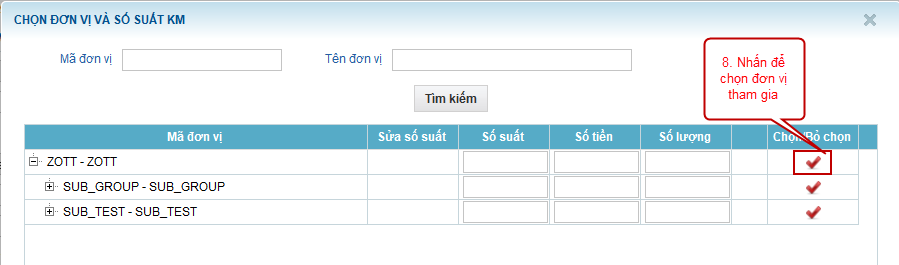 CHỌN ĐƠN VỊ VÀ SỐ SUẤT KM
Mã đơn vị
Tên đơn vị
8. Nhấn để
chọn đơn vị
tham gia
Tìm kiếm
Mã đơn vị Sửa số suất Số suất Số tiền Số lượng Chọn/Bỏ chọn
ZOTT - ZOTT
SUB_GROUP - SUB_GROUP
SUB_TEST - SUB_TEST